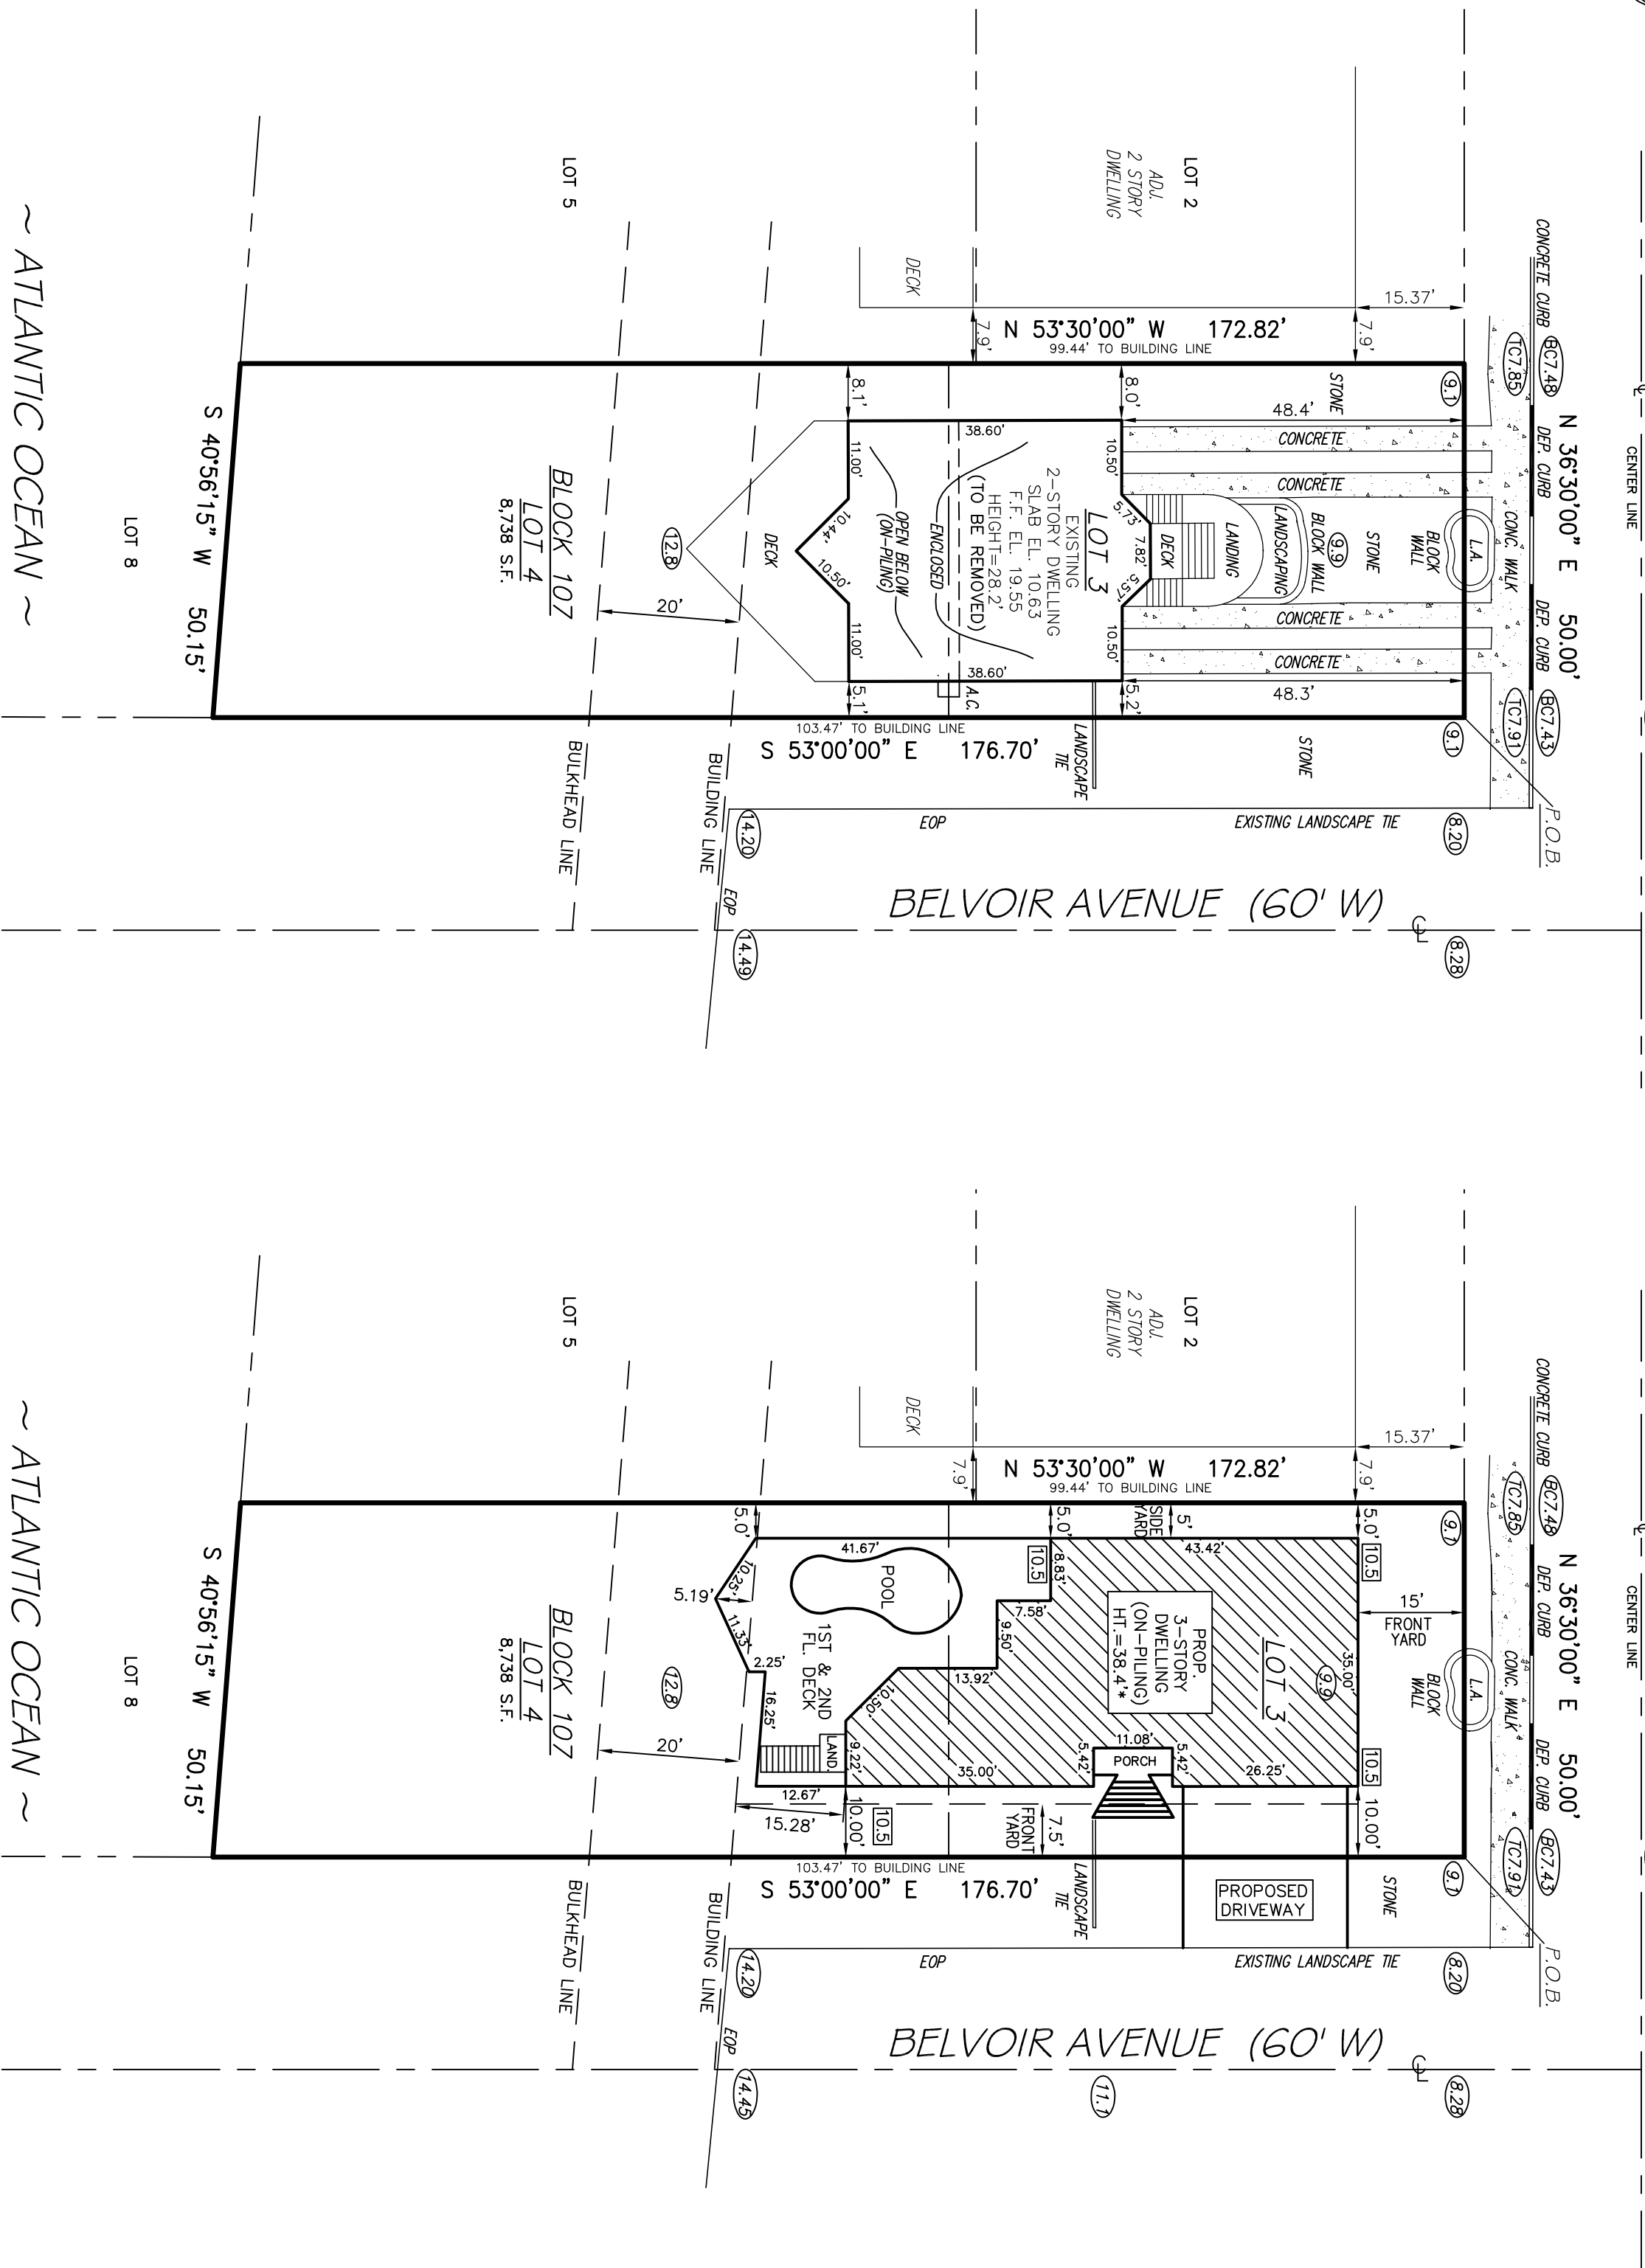 CENTER LINE
N 36°30'00" E 50.00'
CONCRETE CURB
DEP. CURB
DEP. CURB
BC7.48
TC7.85
BC7.43
TC7.91
CONC. WALK
P.O.B.
L.A.
BLOCK
WALL
9.1
9.1
8.20
8.28
15.37'
7.9'
7.9'
N 53°30'00" W 172.82'
99.44' TO BUILDING LINE
LOT 2
ADJ.
2 STORY
DWELLING
DECK
LOT 5
STONE
STONE
STONE
48.4'
48.3'
CONCRETE
CONCRETE
CONCRETE
CONCRETE
9.9
BLOCK WALL
LANDSCAPING
LANDING
DECK
8.0'
10.50'
5.73'
7.82'
5.57'
10.50'
5.2'
LOT 3
EXISTING
2-STORY DWELLING
SLAB EL. 10.63
F.F. EL. 19.55
HEIGHT=28.2'
(TO BE REMOVED)
38.60'
38.60'
ENCLOSED
OPEN BELOW
(ON-PILING)
A.C.
8.1'
11.00'
10.44'
10.50'
11.00'
5.1'
DECK
12.8
LANDSCAPE
TIE
EXISTING LANDSCAPE TIE
EOP
103.47' TO BUILDING LINE
S 53°00'00" E 176.70'
BELVOIR AVENUE (60' W)
C
L
14.20
14.49
EOP
BUILDING LINE
BULKHEAD LINE
20'
BLOCK 107
LOT 4
8,738 S.F.
S 40°56'15" W 50.15'
LOT 8
~ ATLANTIC OCEAN ~
CENTER LINE
N 36°30'00" E 50.00'
CONCRETE CURB
DEP. CURB
DEP. CURB
BC7.48
TC7.85
BC7.43
TC7.91
CONC. WALK
P.O.B.
L.A.
BLOCK
WALL
9.1
9.1
8.20
8.28
15.37'
7.9'
7.9'
N 53°30'00" W 172.82'
99.44' TO BUILDING LINE
LOT 2
ADJ.
2 STORY
DWELLING
DECK
LOT 5
15'
FRONT
YARD
STONE
5.0'
10.5
35.00'
10.5
10.00'
9.9
LOT 3
PROP.
3-STORY
DWELLING
(ON-PILING)
HT.=38.4'*
43.42'
5'
SIDE
YARD
26.25'
5.42'
11.08'
PORCH
5.42'
35.00'
5.0'
10.5
8.83'
7.58'
9.50'
13.92'
10.50'
9.22'
10.00'
10.5
7.5'
FRONT
YARD
PROPOSED
DRIVEWAY
LANDSCAPE
TIE
EXISTING LANDSCAPE TIE
EOP
41.67'
POOL
1ST & 2ND
FL. DECK
LAND.
12.67'
15.28'
16.25'
2.25'
11.33'
10.25'
5.19'
5.0'
12.8
103.47' TO BUILDING LINE
S 53°00'00" E 176.70'
BELVOIR AVENUE (60' W)
C
L
11.1
14.20
14.45
EOP
BUILDING LINE
BULKHEAD LINE
20'
BLOCK 107
LOT 4
8,738 S.F.
S 40°56'15" W 50.15'
LOT 8
~ ATLANTIC OCEAN ~